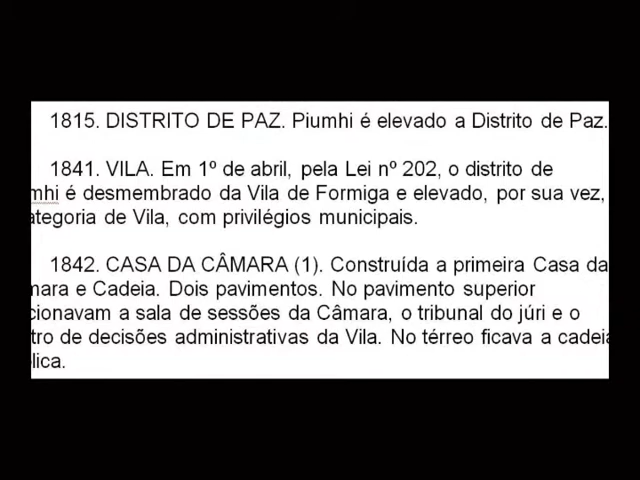 1815. DISTRITO DE PAZ. Piumhi é elevado a Distrito de Paz.
1841. VILA. Em 1º de abril, pela Lei nº 202, o distrito de
mhi é desmembrado da Vila de Formiga e elevado, por sua vez,
ategoria de Vila, com privilégios municipais.
1842. CASA DA CÂMARA (1). Construída a primeira Casa da
mara e Cadeia. Dois pavimentos. No pavimento superior
cionavam a sala de sessões da Câmara, o tribunal do júri e o
tro de decisões administrativas da Vila. No térreo ficava a cadeia
lica.